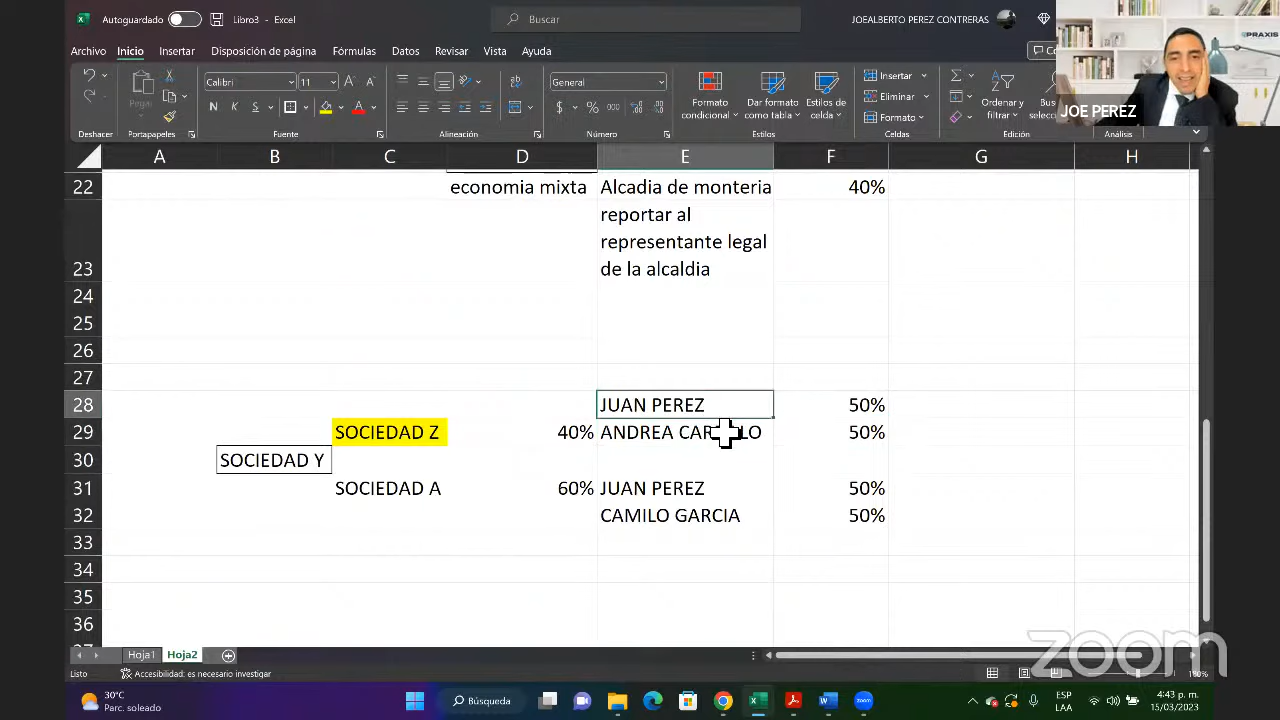 Autoguardado
Libro3 - Excel
Buscar
JOEALBERTO PEREZ CONTRERAS
PRAXIS
JOE PEREZ
Archivo Inicio Insertar Disposición de página Fórmulas Datos Revisar Vista Ayuda
Pegar
Calibri 11
N K S
General
$ % 000
Formato condicional
Dar formato como tabla
Estilos de celda
Insertar
Eliminar
Formato
Ordenar y filtrar
Deshacer Portapapeles Fuente Alineación Número Estilos Celdas Edición Análisis
A B C D E F G H
22 economia mixta Alcadia de monteria 40%
reportar al
representante legal
23 de la alcaldia
24
25
26
27
28 JUAN PEREZ 50%
29 SOCIEDAD Z 40% ANDREA 50%
30 SOCIEDAD Y
31 SOCIEDAD A 60% JUAN PEREZ 50%
32 CAMILO GARCIA 50%
33
34
35
36
Hoja1 Hoja2
zoom
Listo
Accesibilidad: es necesario investigar
30°C
Parc. soleado
Búsqueda
zoom
ESP
LAA
4:43 p. m.
15/03/2023